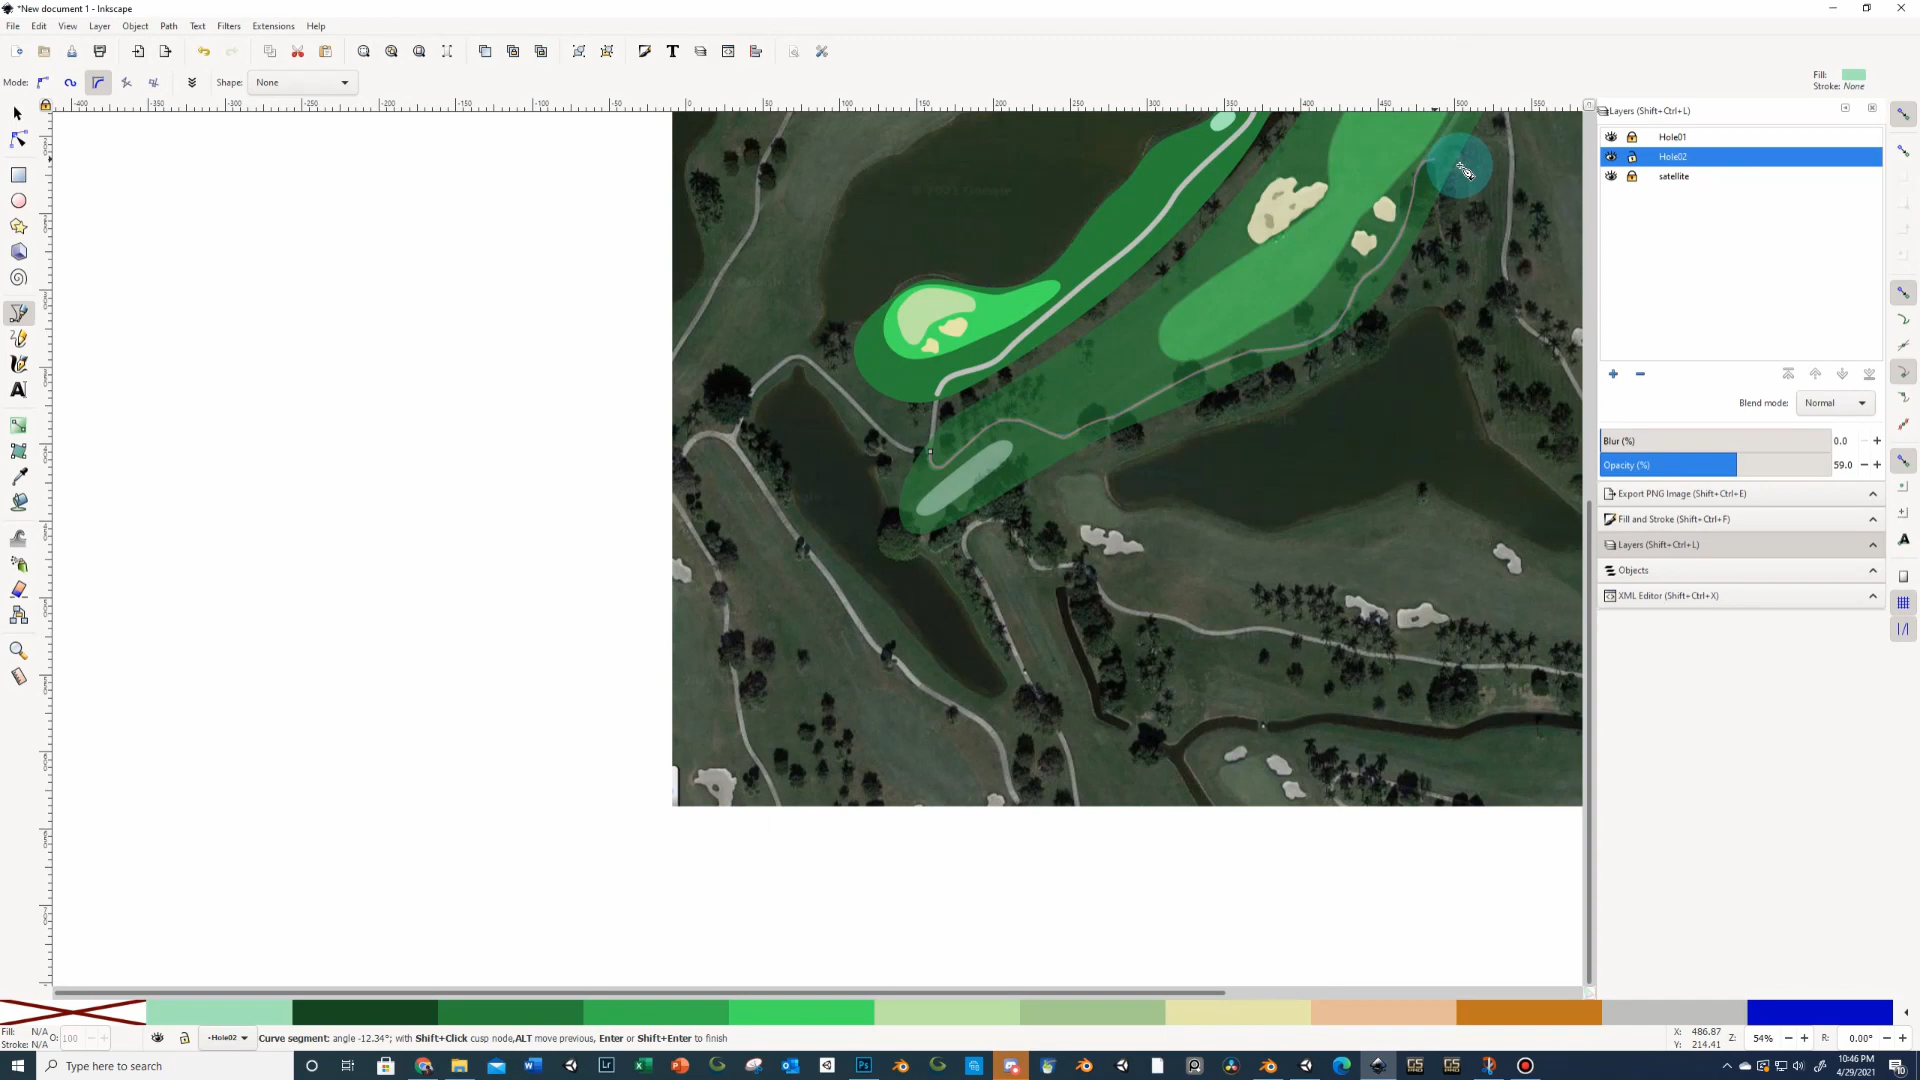 *New document 1 - Inkscape
File Edit View Layer Object Path Text Filters Extensions Help
Mode: Shape: None
Fill:
Stroke: None
Layers (Shift+Ctrl+L)
Hole01
Hole02
satellite
Blend mode: Normal
Blur (%) 0.0
Opacity (%) 59.0
Export PNG Image (Shift+Ctrl+E)
Fill and Stroke (Shift+Ctrl+F)
Layers (Shift+Ctrl+L)
Objects
XML Editor (Shift+Ctrl+X)
Fill: N/A
Stroke: N/A
O: 100
•Hole02
Curve segment: angle -12.34°; with Shift+Click cusp node,ALT move previous, Enter or Shift+Enter to finish
X: 486.87
Y: 214.41
Z: 54%
R: 0.00°
Type here to search
10:46 PM
4/29/2021